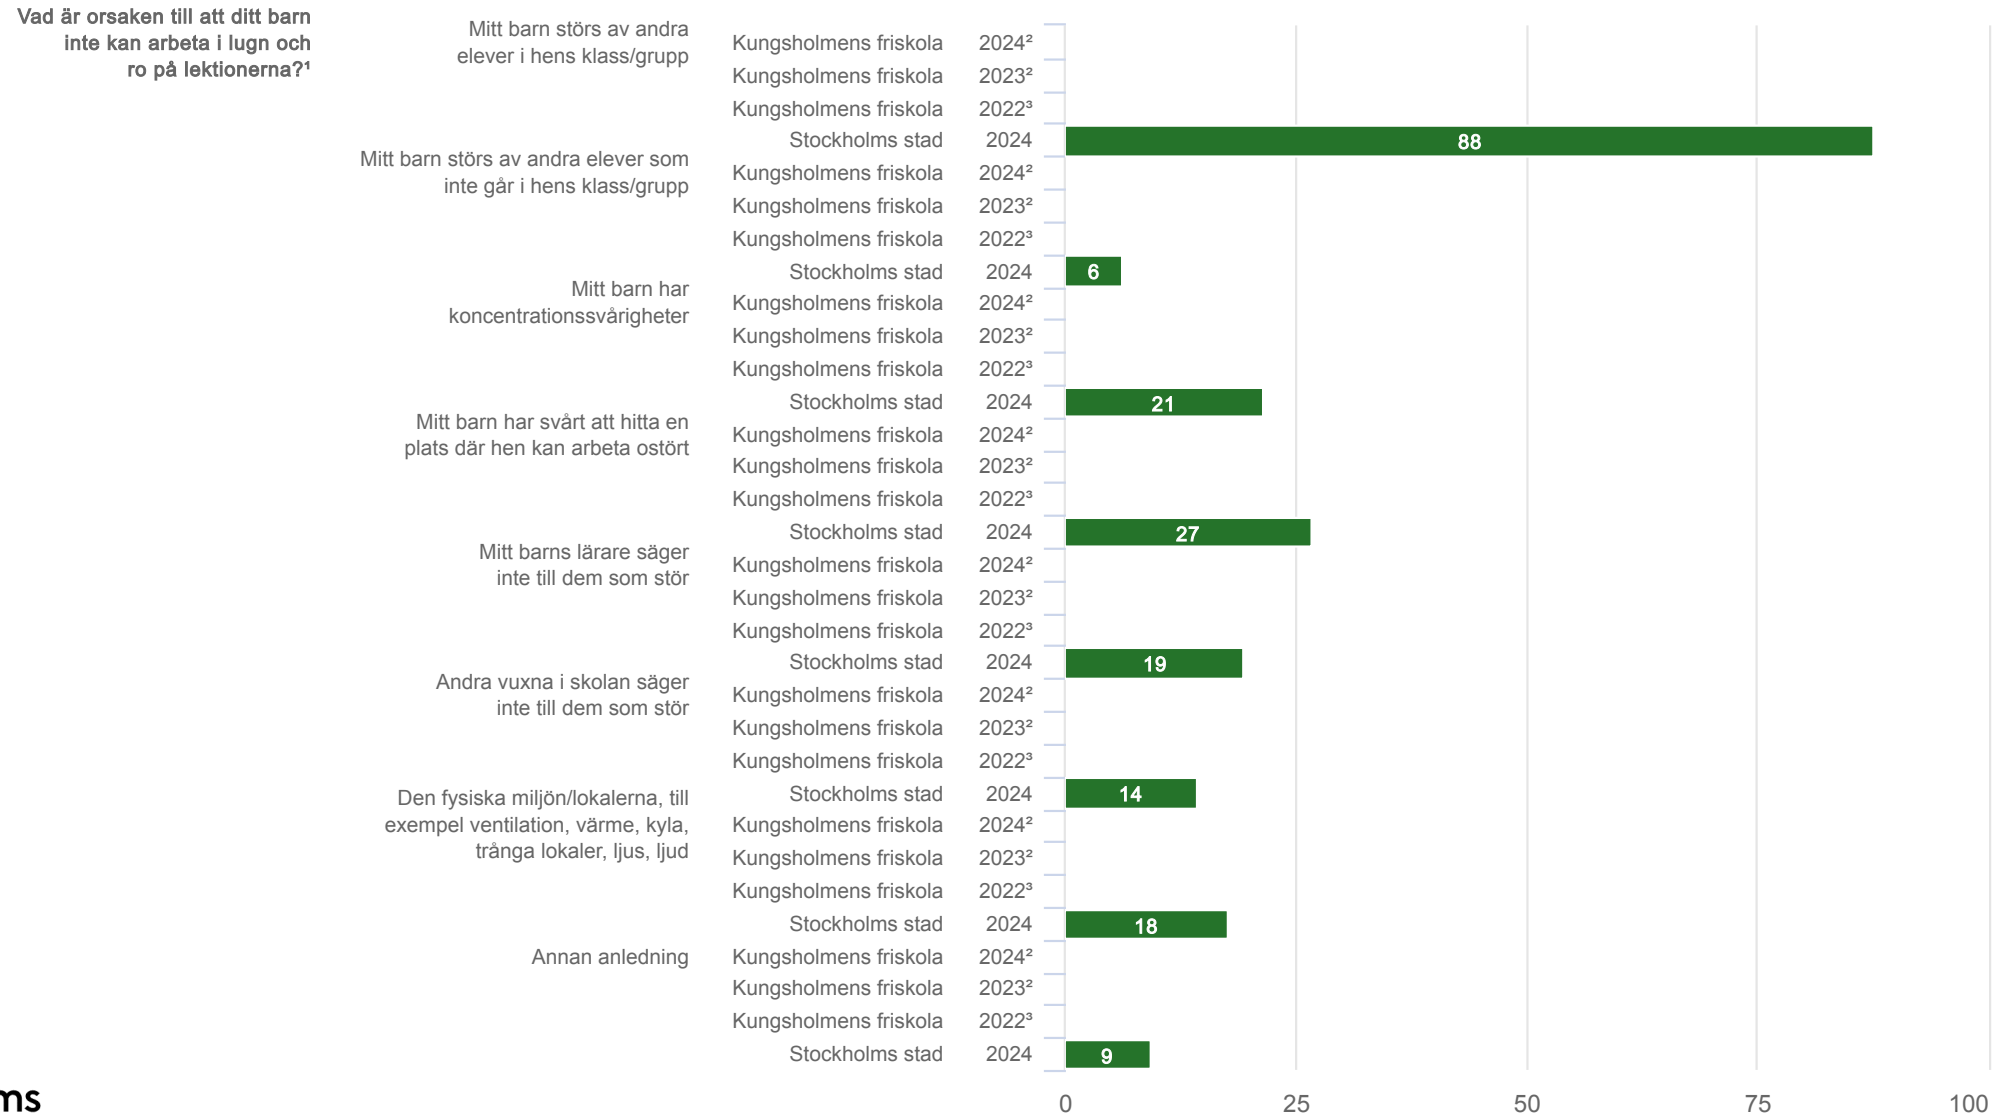 Vad är orsaken till att ditt barn
inte kan arbeta i lugn och
ro på lektionerna?¹
Mitt barn störs av andra
elever i hens klass/grupp
Kungsholmens friskola 2024²
Kungsholmens friskola 2023²
Kungsholmens friskola 2022³
Stockholms stad 2024 88
Mitt barn störs av andra elever som
inte går i hens klass/grupp
Kungsholmens friskola 2024²
Kungsholmens friskola 2023²
Kungsholmens friskola 2022³
Stockholms stad 2024 6
Mitt barn har
koncentrationssvårigheter
Kungsholmens friskola 2024²
Kungsholmens friskola 2023²
Kungsholmens friskola 2022³
Stockholms stad 2024 21
Mitt barn har svårt att hitta en
plats där hen kan arbeta ostört
Kungsholmens friskola 2024²
Kungsholmens friskola 2023²
Kungsholmens friskola 2022³
Stockholms stad 2024 27
Mitt barns lärare säger
inte till dem som stör
Kungsholmens friskola 2024²
Kungsholmens friskola 2023²
Kungsholmens friskola 2022³
Stockholms stad 2024 19
Andra vuxna i skolan säger
inte till dem som stör
Kungsholmens friskola 2024²
Kungsholmens friskola 2023²
Kungsholmens friskola 2022³
Stockholms stad 2024 14
Den fysiska miljön/lokalerna, till
exempel ventilation, värme, kyla,
trånga lokaler, ljus, ljud
Kungsholmens friskola 2024²
Kungsholmens friskola 2023²
Kungsholmens friskola 2022³
Stockholms stad 2024 18
Annan anledning
Kungsholmens friskola 2024²
Kungsholmens friskola 2023²
Kungsholmens friskola 2022³
Stockholms stad 2024 9
0 25 50 75 100
ms